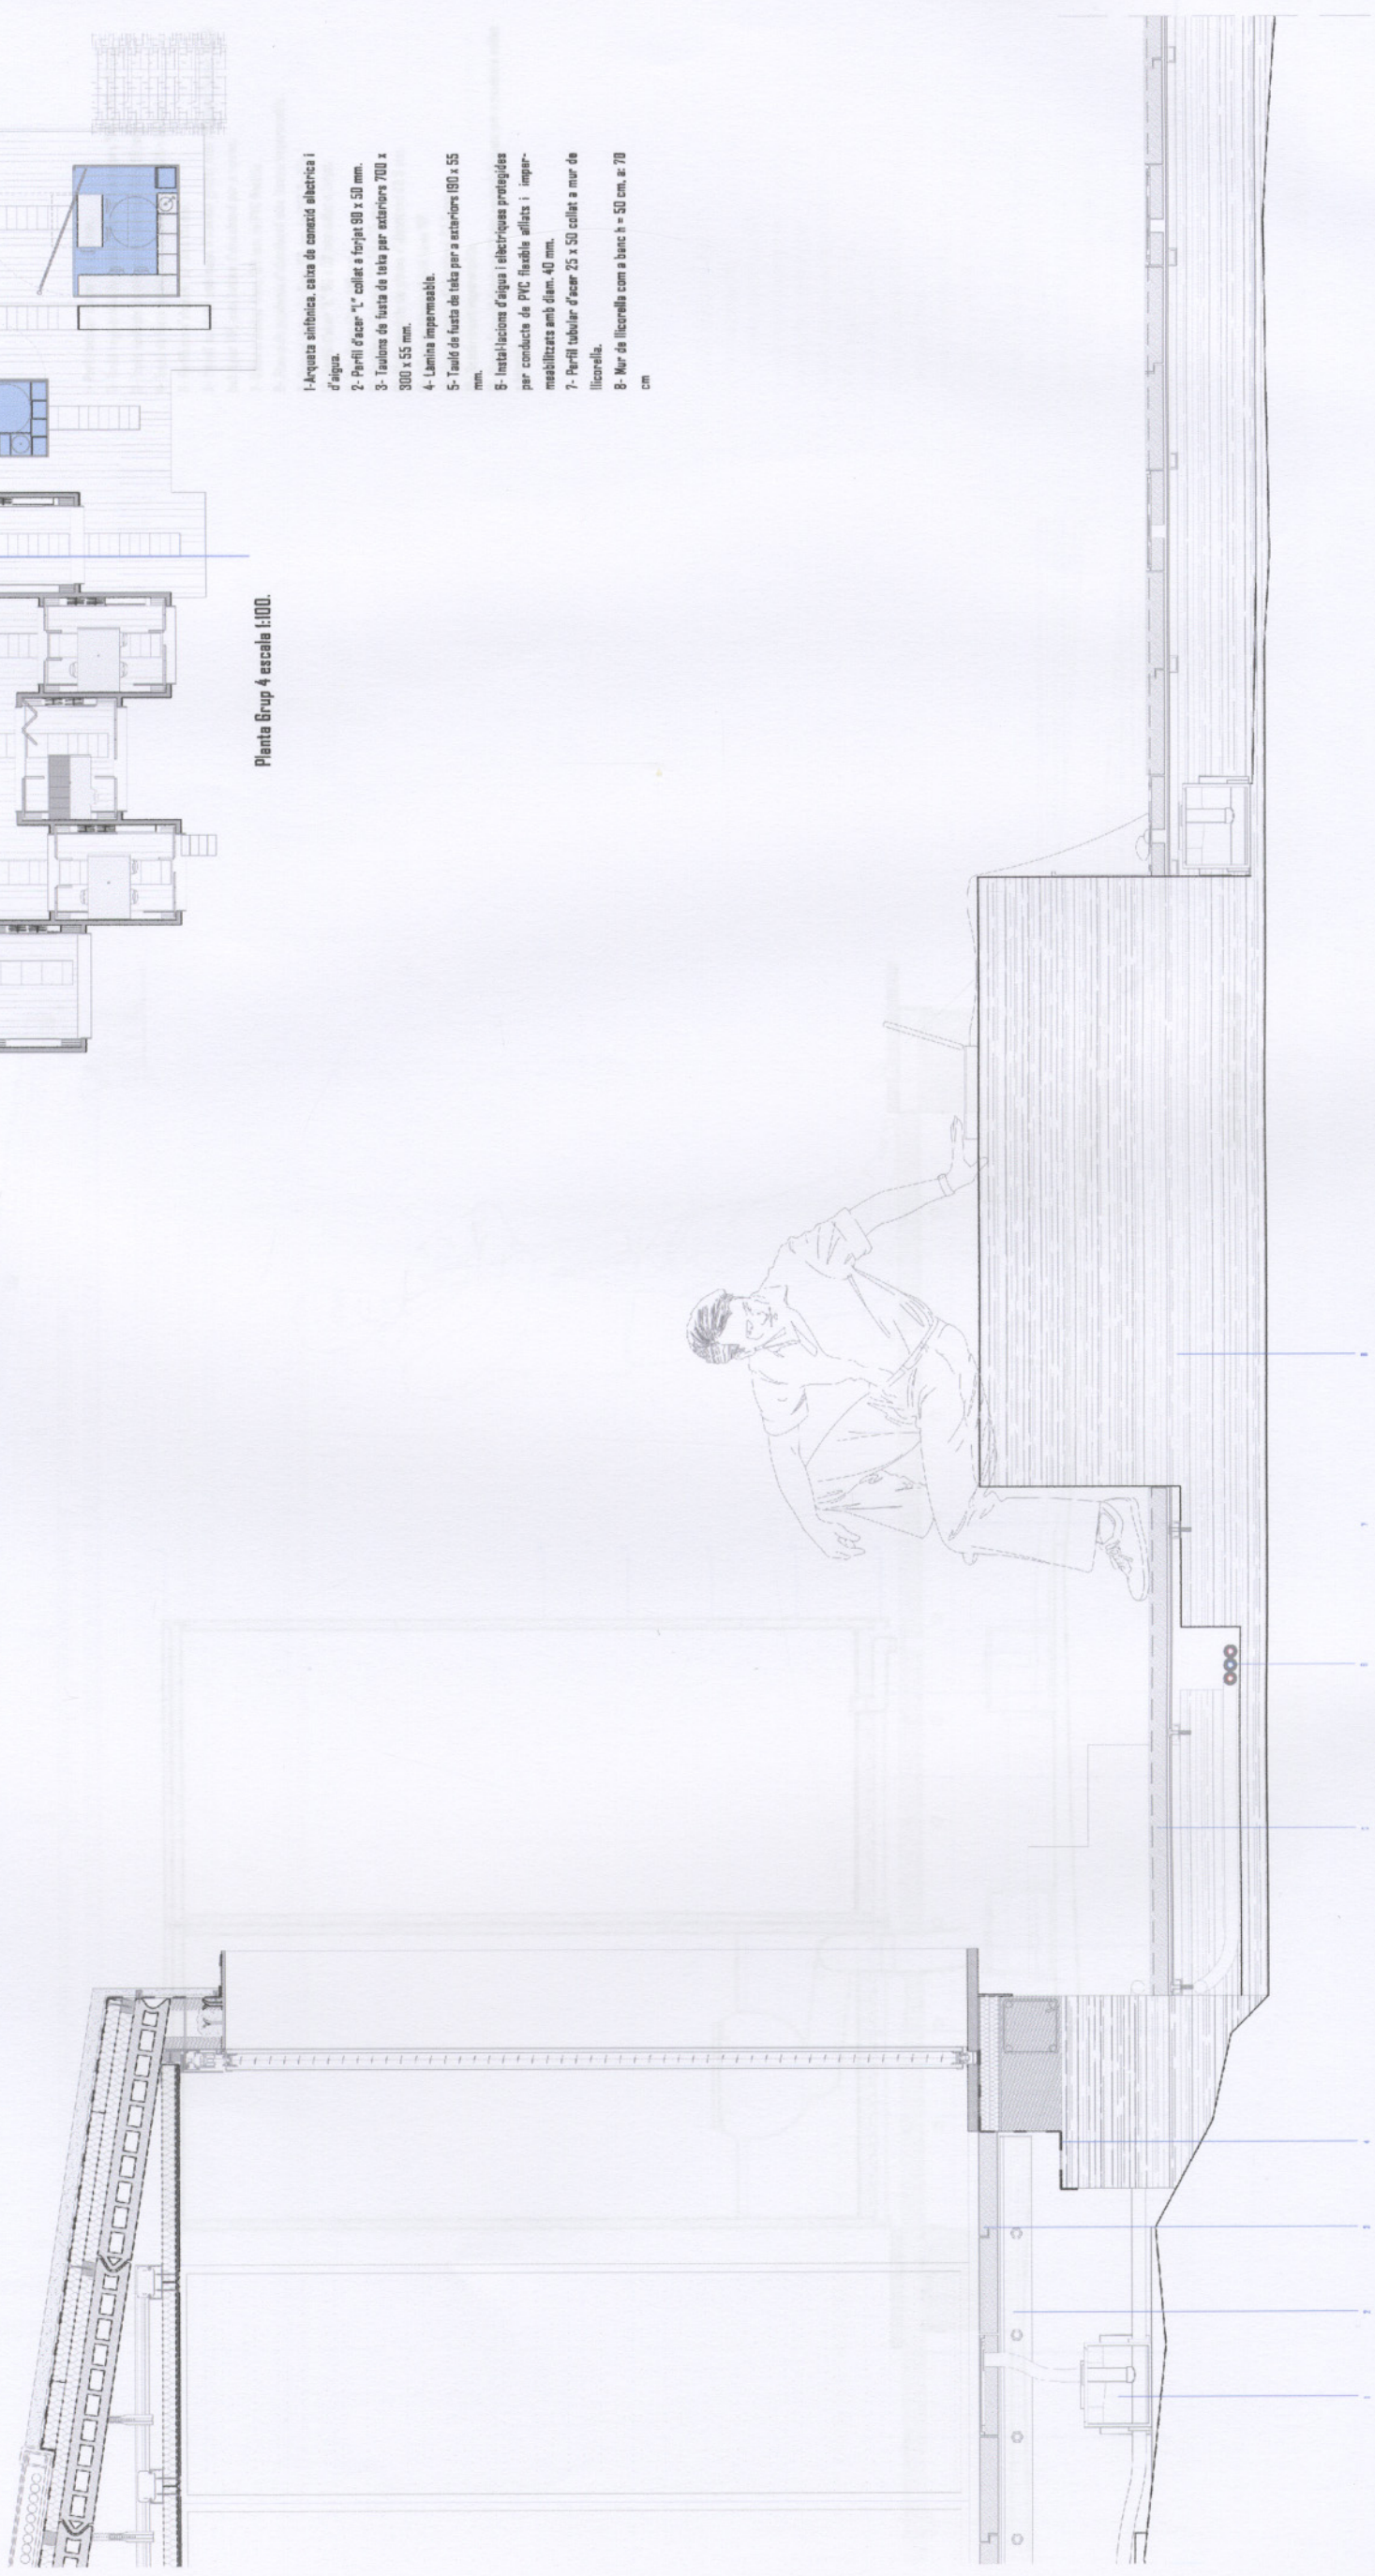 1-Arqueta sinfònica, caixa de conexió elèctrica i
d'aigua.
2- Perfil d'acer "L" collat a forjat 90 x 50 mm.
3- Taulons de fusta de teka per exteriors 700 x
300 x 55 mm.
4- Lamina impermeable.
5- Tauló de fusta de teka per a exteriors 190 x 55
mm.
6- Instal·lacions d'aigua i elèctriques protegides
per conducte de PVC flexible aïllats i imper-
meabilitzats amb diam. 40 mm.
7- Perfil tubular d'acer 25 x 50 collat a mur de
llicorella.
8- Mur de llicorella com a banc h = 50 cm, a: 70
cm
Planta Grup 4 escala 1:100.